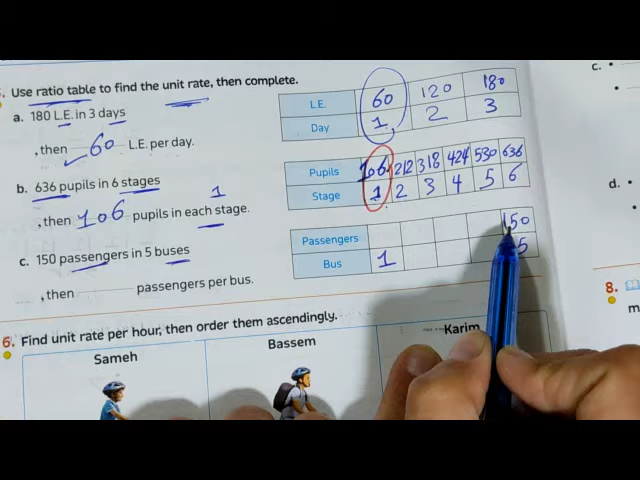 Use ratio table to find the unit rate, then complete.
a. 180 L.E. in 3 days
, then 60 L.E. per day.
L.E. 60 120 180
Day 1 2 3
b. 636 pupils in 6 stages
1
, then 106 pupils in each stage.
Pupils 106 212 318 424 530 636
Stage 1 2 3 4 5 6
c. 150 passengers in 5 buses
, then passengers per bus.
Passengers 150
Bus 1 5
6. Find unit rate per hour, then order them ascendingly.
Sameh Bassem Karim
c.
d.
8.
m